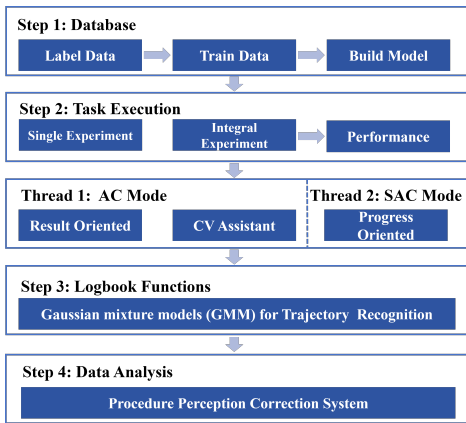 Step 1: Database
Label Data
Train Data
Build Model
Step 2: Task Execution
Single Experiment
Integral
Experiment
Performance
Thread 1: AC Mode
Thread 2: SAC Mode
Result Oriented
CV Assistant
Progress
Oriented
Step 3: Logbook Functions
Gaussian mixture models (GMM) for Trajectory Recognition
Step 4: Data Analysis
Procedure Perception Correction System